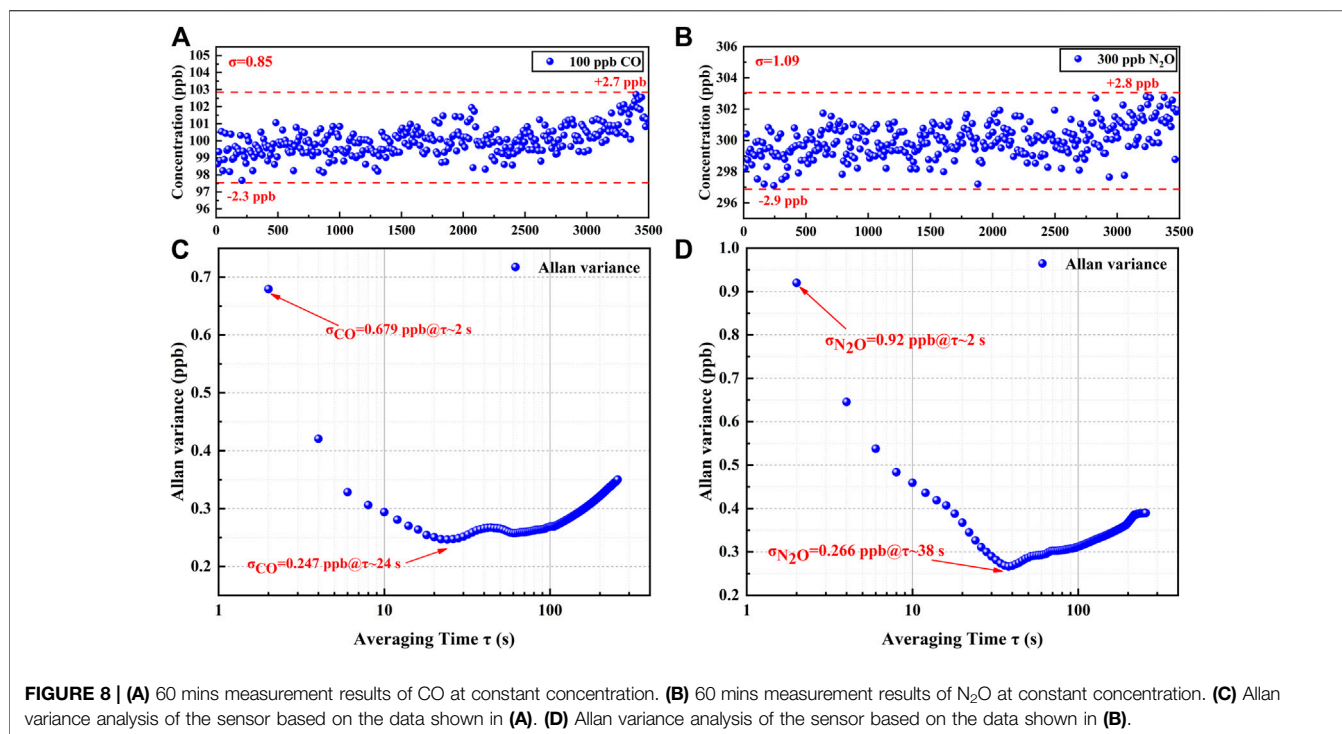 A
105
104
103
102
101
100
99
98
97
96
Concentration (ppb)
σ=0.85
100 ppb CO
+2.7 ppb
-2.3 ppb
0 500 1000 1500 2000 2500 3000 3500
B
306
304
302
300
298
296
Concentration (ppb)
σ=1.09
300 ppb N₂O
+2.8 ppb
-2.9 ppb
0 500 1000 1500 2000 2500 3000 3500
C
0.7
0.6
0.5
0.4
0.3
0.2
Allan variance (ppb)
Allan variance
σCO=0.679 ppb@τ~2 s
σCO=0.247 ppb@τ~24 s
1 10 100
Averaging Time τ (s)
D
1.0
0.9
0.8
0.7
0.6
0.5
0.4
0.3
0.2
Allan variance (ppb)
Allan variance
σN₂O=0.92 ppb@τ~2 s
σN₂O=0.266 ppb@τ~38 s
1 10 100
Averaging Time τ (s)
FIGURE 8 | (A) 60 mins measurement results of CO at constant concentration. (B) 60 mins measurement results of N₂O at constant concentration. (C) Allan
variance analysis of the sensor based on the data shown in (A). (D) Allan variance analysis of the sensor based on the data shown in (B).